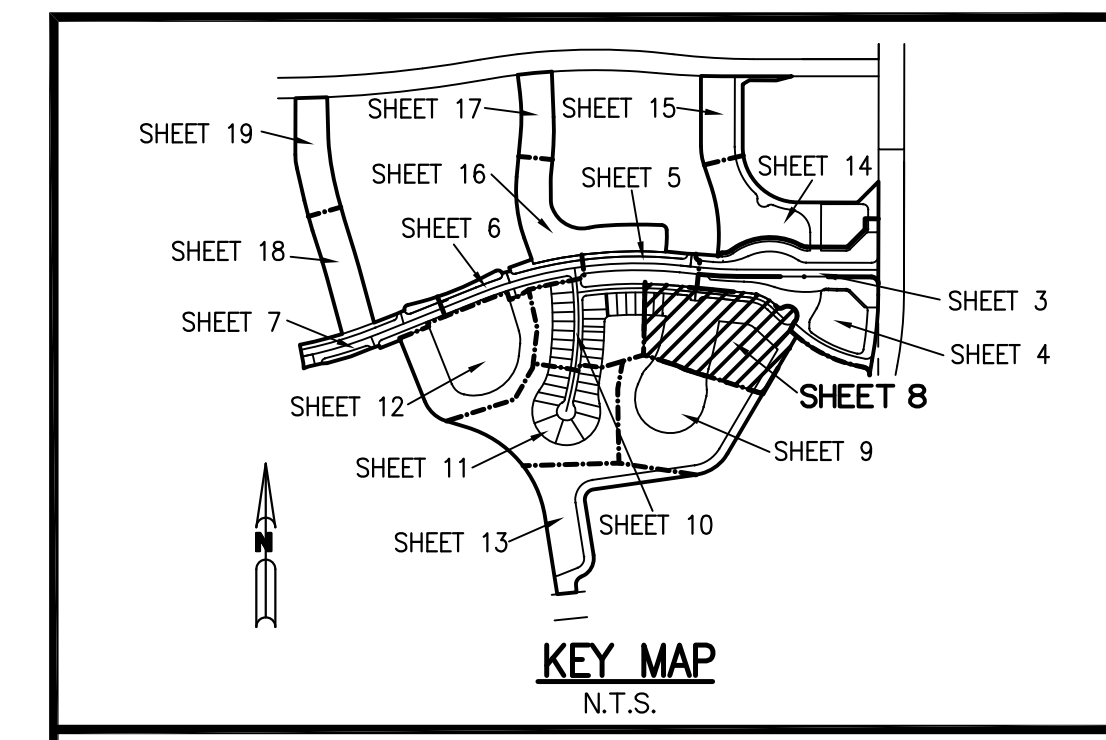 SHEET 17
SHEET 15
SHEET 19
SHEET 14
SHEET 16
SHEET 5
SHEET 6
SHEET 18
SHEET 3
SHEET 7
SHEET 4
SHEET 8
SHEET 12
SHEET 9
SHEET 11
SHEET 10
SHEET 13
N
KEY MAP
N.T.S.